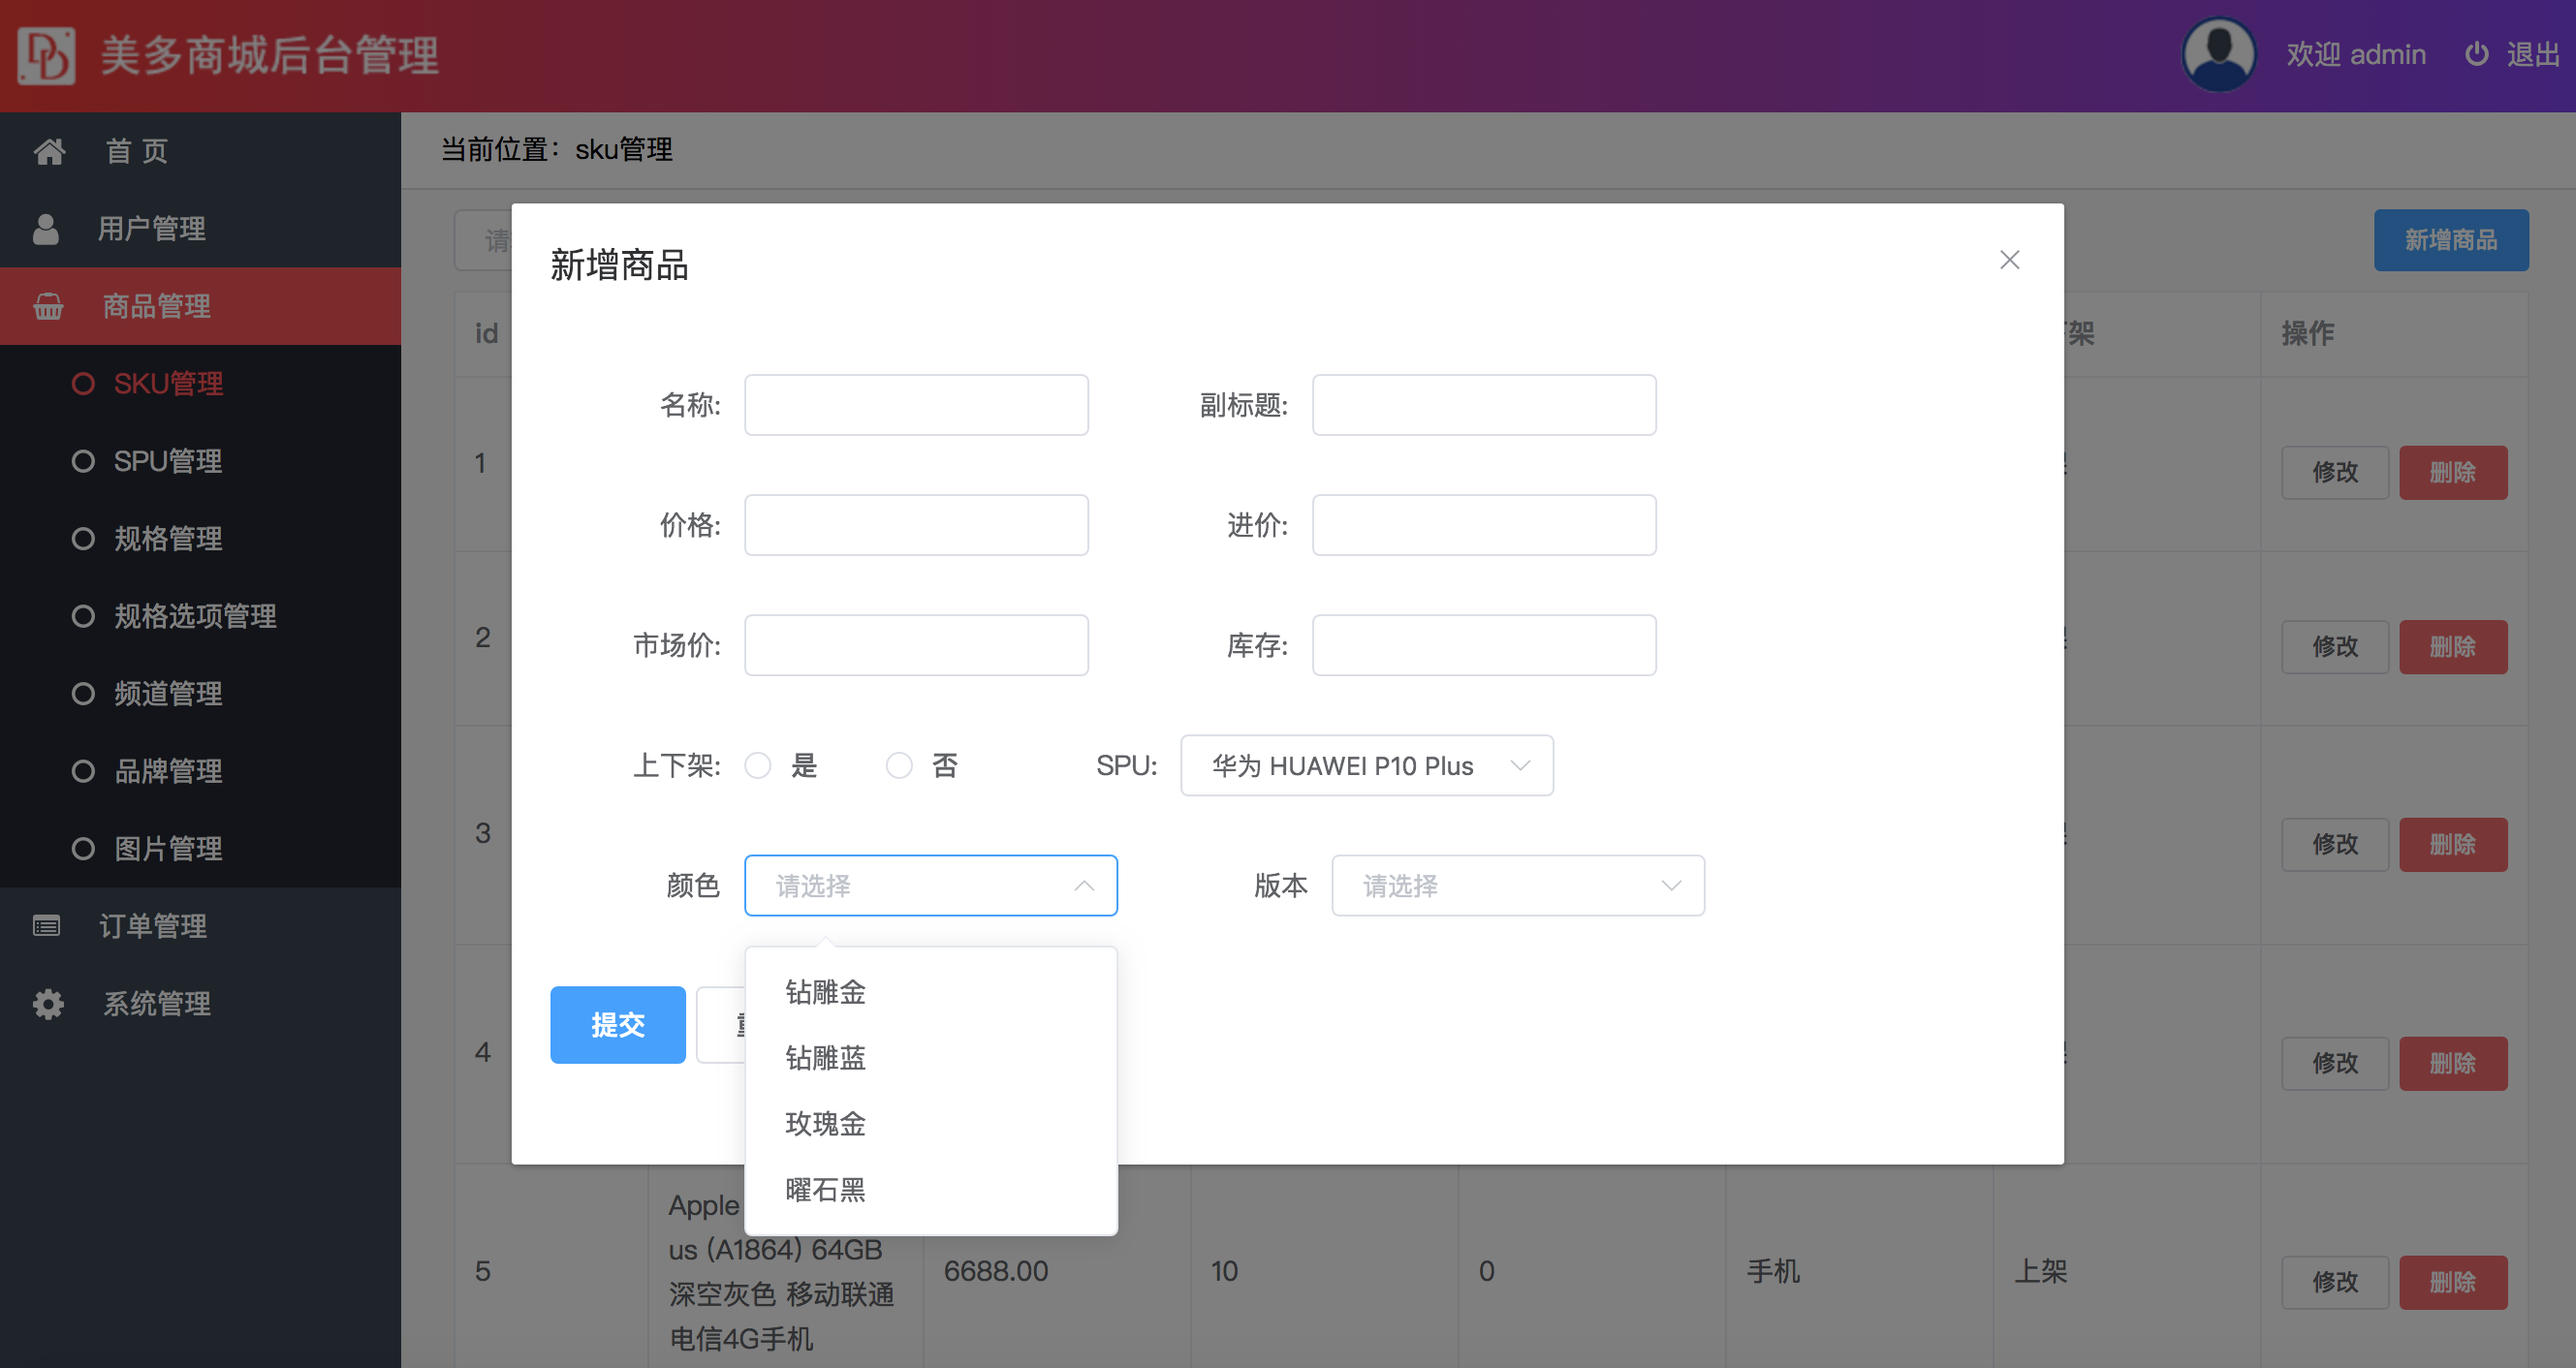 美多商城后台管理
欢迎 admin
退出
首 页
用户管理
商品管理
SKU管理
SPU管理
规格管理
规格选项管理
频道管理
品牌管理
图片管理
订单管理
系统管理
当前位置：sku管理
请
新增商品
id
架
操作
1
修改 删除
2
修改 删除
3
修改 删除
4
修改 删除
新增商品
名称:
副标题:
价格:
进价:
市场价:
库存:
上下架: 是 否
SPU: 华为 HUAWEI P10 Plus
颜色 请选择
版本 请选择
钻雕金
钻雕蓝
玫瑰金
曜石黑
提交
5
Apple
us (A1864) 64GB
深空灰色 移动联通
电信4G手机
6688.00
10
0
手机
上架
修改 删除